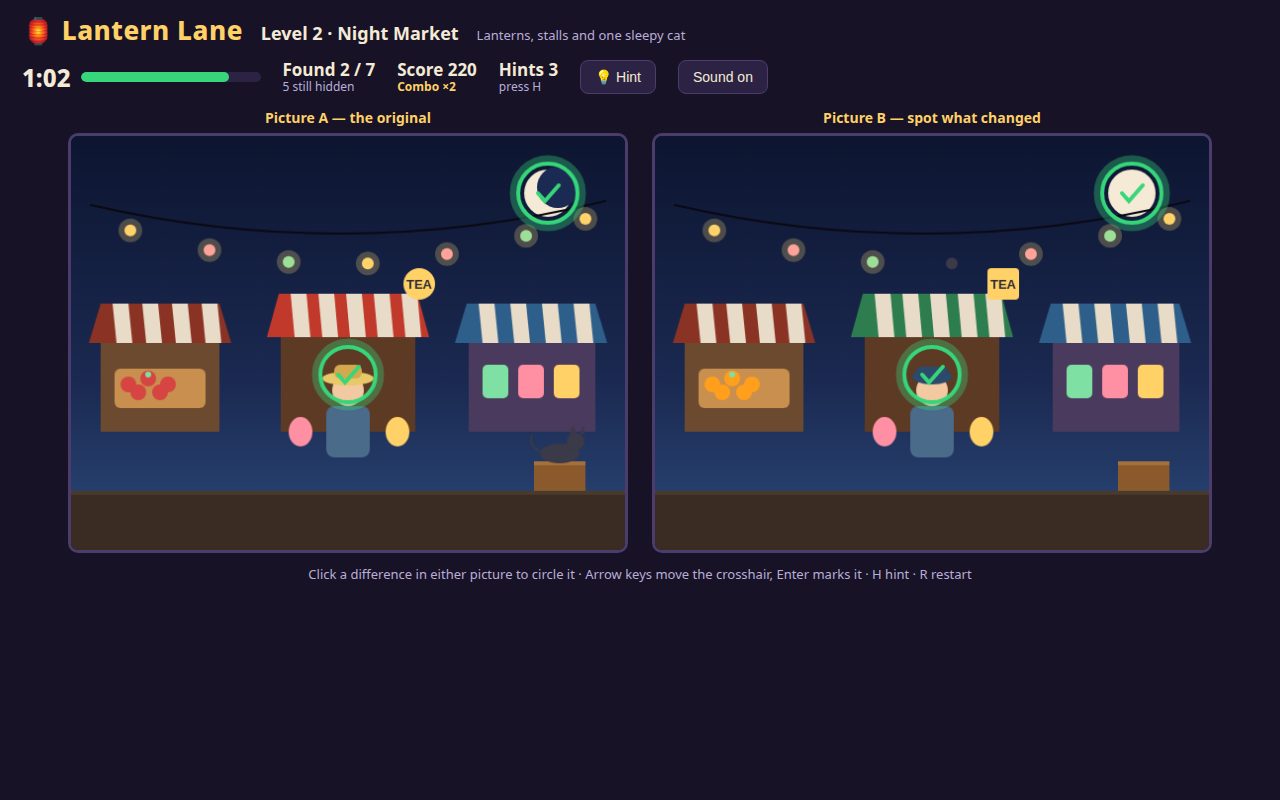 Lantern Lane Level 2 · Night Market Lanterns, stalls and one sleepy cat
1:02 Found 2 / 7 Score 220 Hints 3 💡 Hint Sound on
5 still hidden Combo ×2 press H
Picture A — the original Picture B — spot what changed
TEA TEA
Click a difference in either picture to circle it · Arrow keys move the crosshair, Enter marks it · H hint · R restart